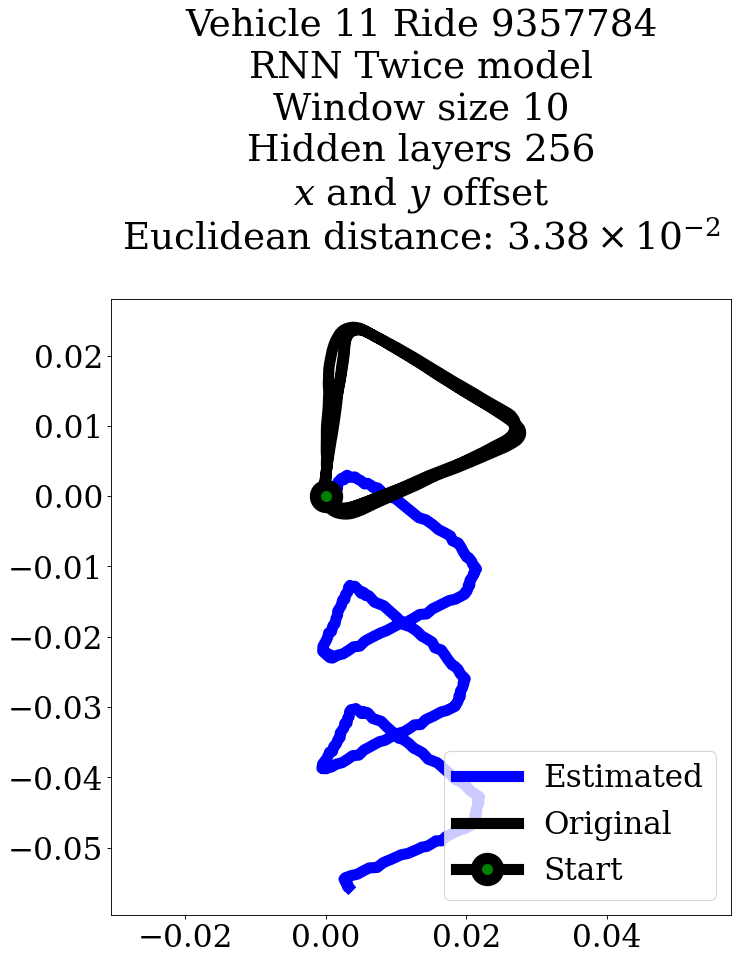 Vehicle 11 Ride 9357784
RNN Twice model
Window size 10
Hidden layers 256
x and y offset
Euclidean distance: 3.38 × 10⁻²
0.02
0.01
0.00
−0.01
−0.02
−0.03
−0.04
−0.05
Estimated
Original
Start
−0.02 0.00 0.02 0.04